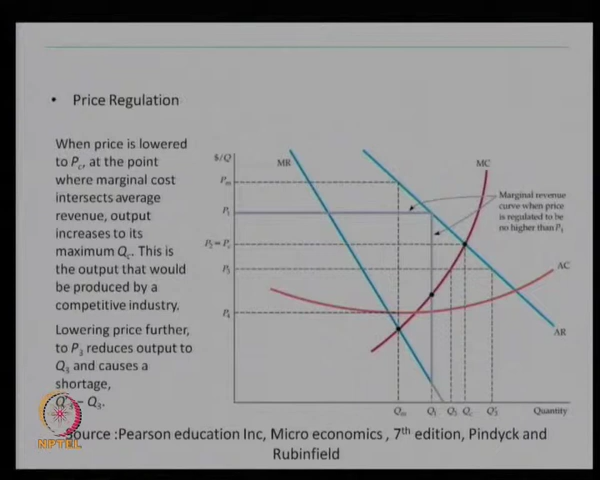 • Price Regulation
When price is lowered
to Pc, at the point
where marginal cost
intersects average
revenue, output
increases to its
maximum Qc. This is
the output that would
be produced by a
competitive industry.
Lowering price further,
to P3 reduces output to
Q3 and causes a
shortage,
Q'3 – Q3.
$/Q
MR
MC
Pm
P1
P2 = Pc
P3
P4
Marginal revenue
curve when price
is regulated to be
no higher than P1
AC
AR
Qm Q1 Q3 Qc Q'3 Quantity
NPTEL
Source :Pearson education Inc, Micro economics , 7th edition, Pindyck and
Rubinfield